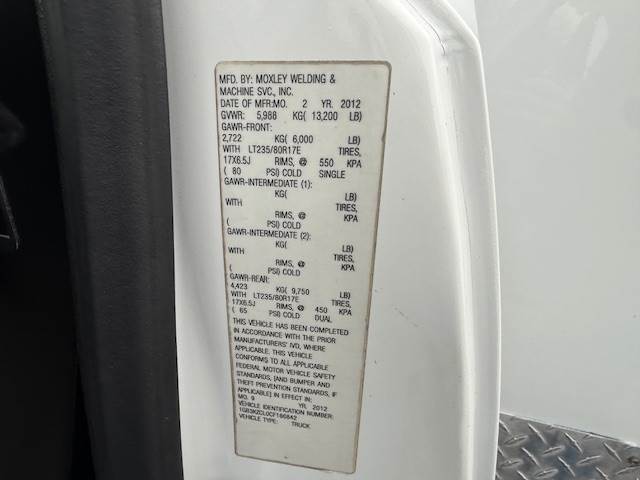 MFD. BY: MOXLEY WELDING &
MACHINE SVC., INC.
DATE OF MFR:MO. 2 YR. 2012
GVWR: 5,988 KG( 13,200 LB)
GAWR-FRONT:
2,722 KG( 6,000 LB)
WITH LT235/80R17E TIRES,
17X6.5J RIMS, @ 550 KPA
( 80 PSI) COLD SINGLE
GAWR-INTERMEDIATE (1):
KG( LB)
WITH TIRES,
RIMS, @ KPA
( PSI) COLD
GAWR-INTERMEDIATE (2):
KG( LB)
WITH TIRES,
RIMS, @ KPA
( PSI) COLD
GAWR-REAR:
4,423 KG( 9,750 LB)
WITH LT235/80R17E TIRES,
17X6.5J RIMS, @ 450 KPA
( 65 PSI) COLD DUAL
THIS VEHICLE HAS BEEN COMPLETED
IN ACCORDANCE WITH THE PRIOR
MANUFACTURERS' IVD, WHERE
APPLICABLE. THIS VEHICLE
CONFORMS TO ALL APPLICABLE
FEDERAL MOTOR VEHICLE SAFETY
STANDARDS, [AND BUMPER AND
THEFT PREVENTION STANDARDS, IF
APPLICABLE] IN EFFECT IN:
MO. 9 YR. 2012
VEHICLE IDENTIFICATION NUMBER:
1GB3KZCL0CF186842
VEHICLE TYPE: TRUCK